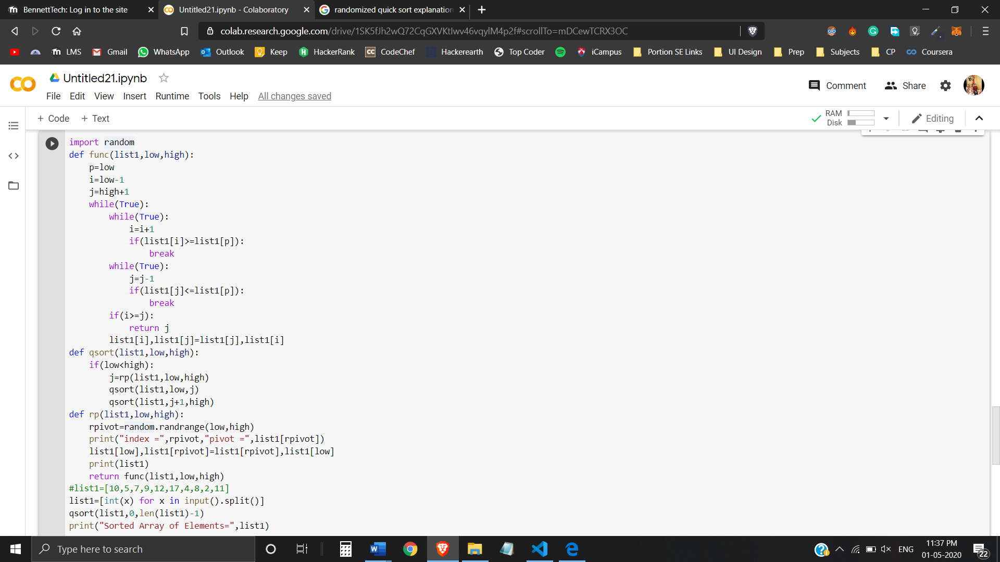 BennettTech: Log in to the site
Untitled21.ipynb - Colaboratory
randomized quick sort explanation
colab.research.google.com/drive/1SK5fJh2wQ72CqGXVKtIwv46vqylM4p2f#scrollTo=mDCewTCRX3OC
LMS Gmail WhatsApp Outlook Keep HackerRank CodeChef Hackerearth Top Coder iCampus Portion SE Links UI Design Prep Subjects CP Coursera
Untitled21.ipynb
Comment Share
File Edit View Insert Runtime Tools Help All changes saved
+ Code + Text
RAM
Disk
Editing
import random
def func(list1,low,high):
    p=low
    i=low-1
    j=high+1
    while(True):
        while(True):
            i=i+1
            if(list1[i]>=list1[p]):
                break
        while(True):
            j=j-1
            if(list1[j]<=list1[p]):
                break
        if(i>=j):
            return j
        list1[i],list1[j]=list1[j],list1[i]
def qsort(list1,low,high):
    if(low<high):
        j=rp(list1,low,high)
        qsort(list1,low,j)
        qsort(list1,j+1,high)
def rp(list1,low,high):
    rpivot=random.randrange(low,high)
    print("index =",rpivot,"pivot =",list1[rpivot])
    list1[low],list1[rpivot]=list1[rpivot],list1[low]
    print(list1)
    return func(list1,low,high)
#list1=[10,5,7,9,12,17,4,8,2,11]
list1=[int(x) for x in input().split()]
qsort(list1,0,len(list1)-1)
print("Sorted Array of Elements=",list1)
Type here to search
ENG
11:37 PM
01-05-2020
22